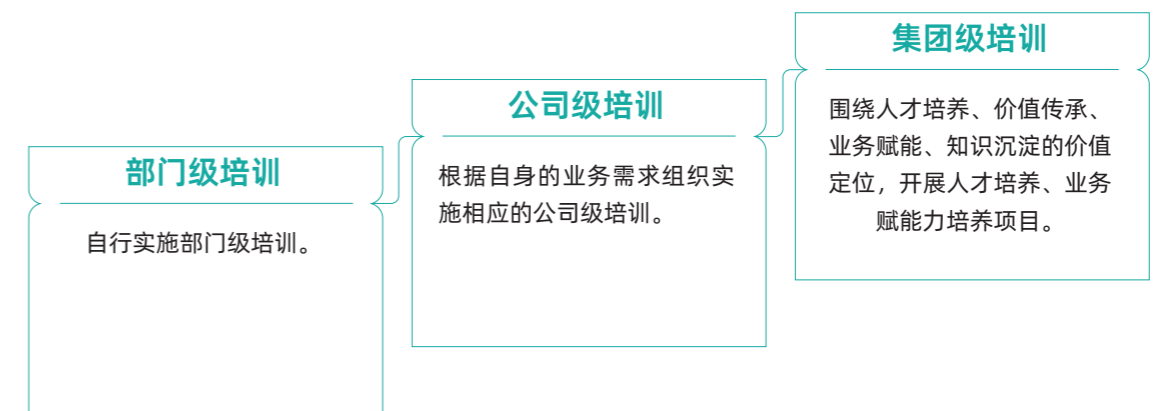 部门级培训
自行实施部门级培训。
公司级培训
根据自身的业务需求组织实
施相应的公司级培训。
集团级培训
围绕人才培养、价值传承、
业务赋能、知识沉淀的价值
定位，开展人才培养、业务
赋能力培养项目。